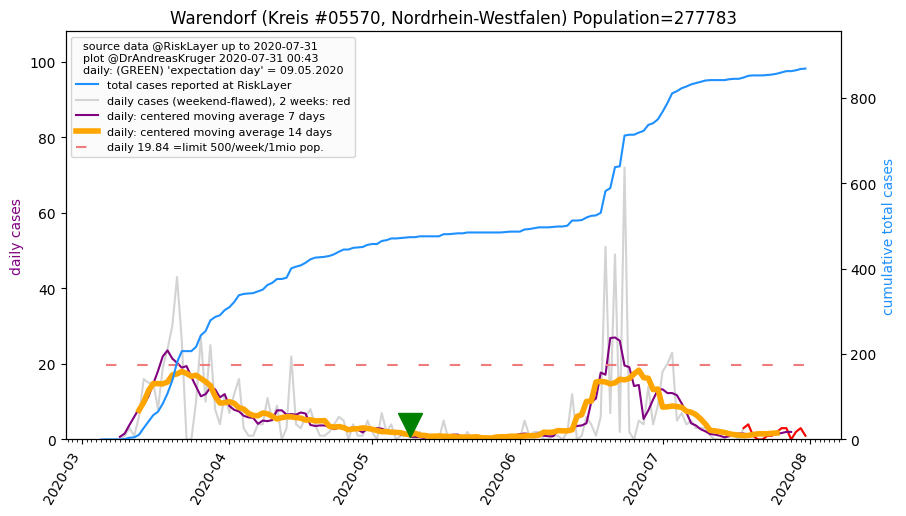 Warendorf (Kreis #05570, Nordrhein-Westfalen) Population=277783
source data @RiskLayer up to 2020-07-31
plot @DrAndreasKruger 2020-07-31 00:43
daily: (GREEN) 'expectation day' = 09.05.2020
total cases reported at RiskLayer
daily cases (weekend-flawed), 2 weeks: red
daily: centered moving average 7 days
daily: centered moving average 14 days
daily 19.84 =limit 500/week/1mio pop.
daily cases
100
80
60
40
20
0
cumulative total cases
800
600
400
200
0
2020-03
2020-04
2020-05
2020-06
2020-07
2020-08